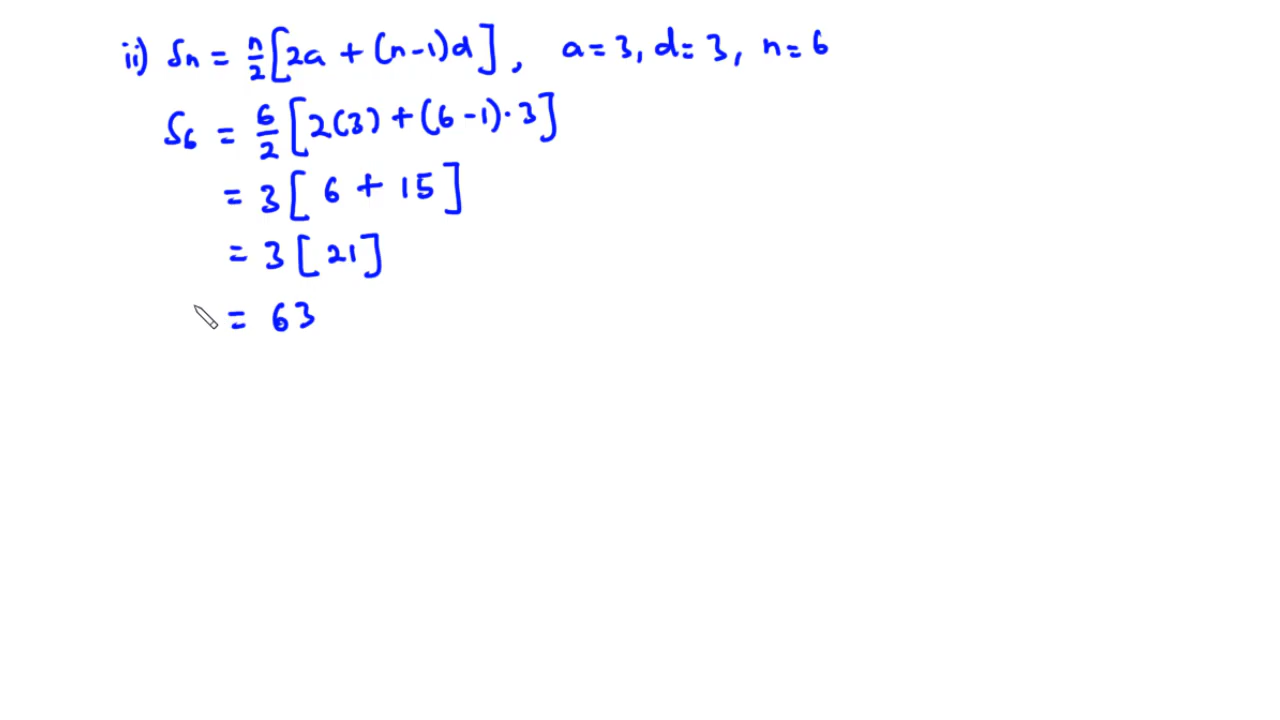 ii) Sn = n/2 [2a + (n-1)d], a = 3, d = 3, n = 6
S6 = 6/2 [2(3) + (6-1)·3]
= 3[6 + 15]
= 3[21]
= 63